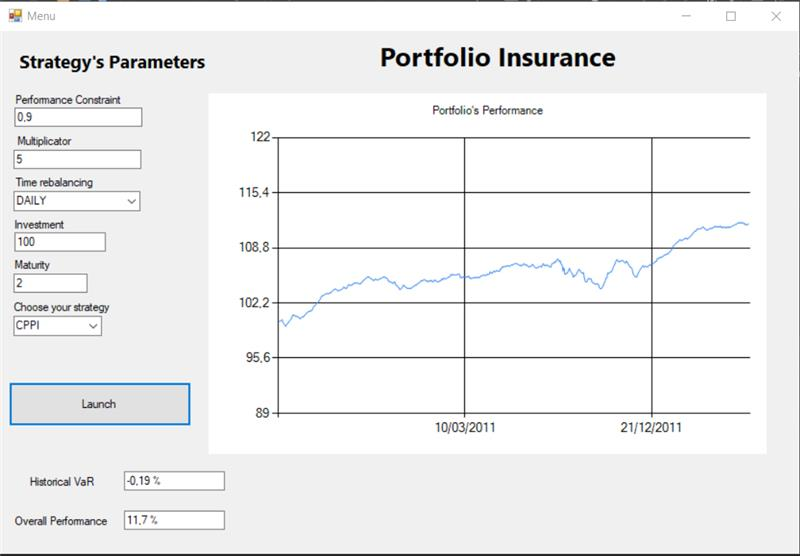 Menu
Strategy's Parameters
Portfolio Insurance
Performance Constraint
0,9
Multiplicator
5
Time rebalancing
DAILY
Investment
100
Maturity
2
Choose your strategy
CPPI
Launch
Portfolio's Performance
122
115,4
108,8
102,2
95,6
89
10/03/2011
21/12/2011
Historical VaR
-0,19 %
Overall Performance
11,7 %